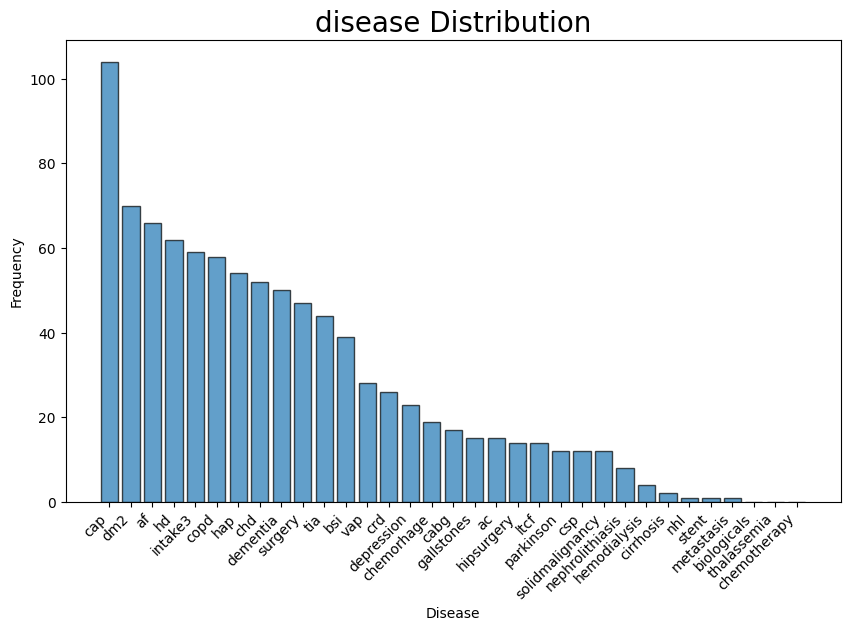 disease Distribution
100
80
60
40
20
0
Frequency
cap
dm2
af
hd
intake3
copd
hap
chd
dementia
surgery
tia
bsi
vap
crd
depression
chemorhage
cabg
gallstones
ac
hipsurgery
ltcf
parkinson
csp
solidmalignancy
nephrolithiasis
hemodialysis
cirrhosis
nhl
stent
metastasis
biologicals
thalassemia
chemotherapy
Disease